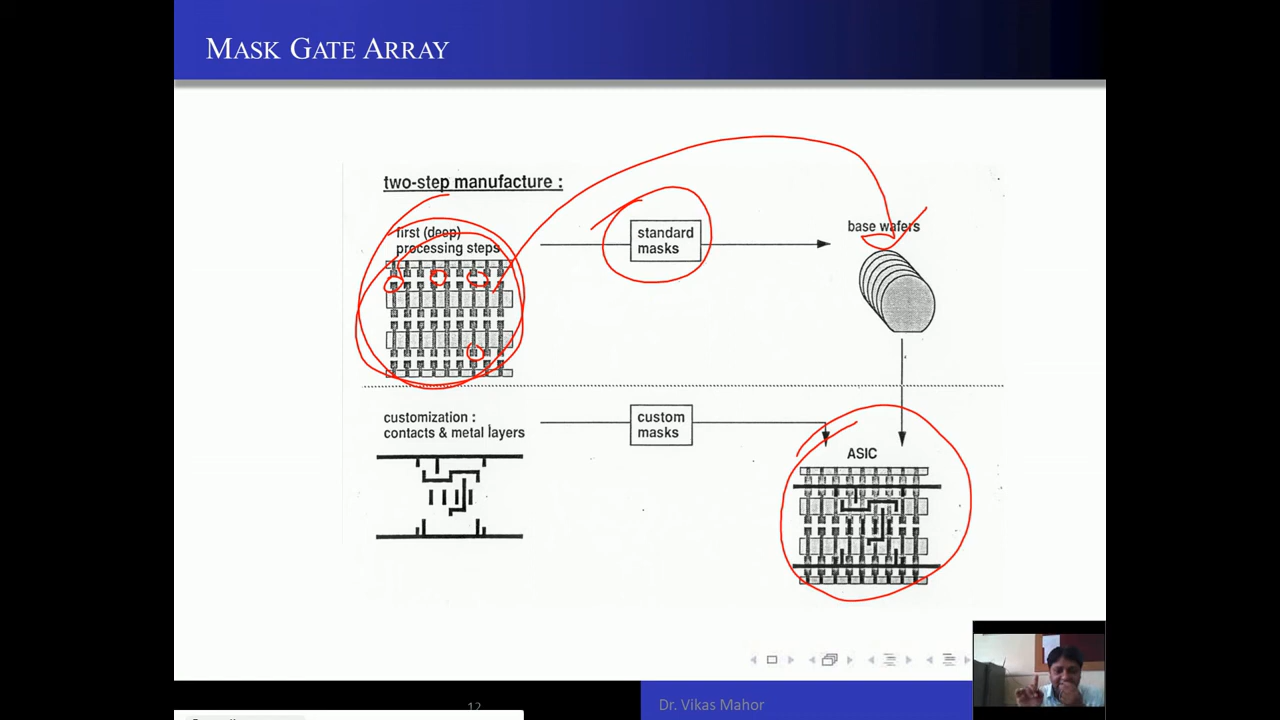 MASK GATE ARRAY
two-step manufacture :
first (deep)
processing steps
standard
masks
base wafers
customization :
contacts & metal layers
custom
masks
ASIC
12
Dr. Vikas Mahor